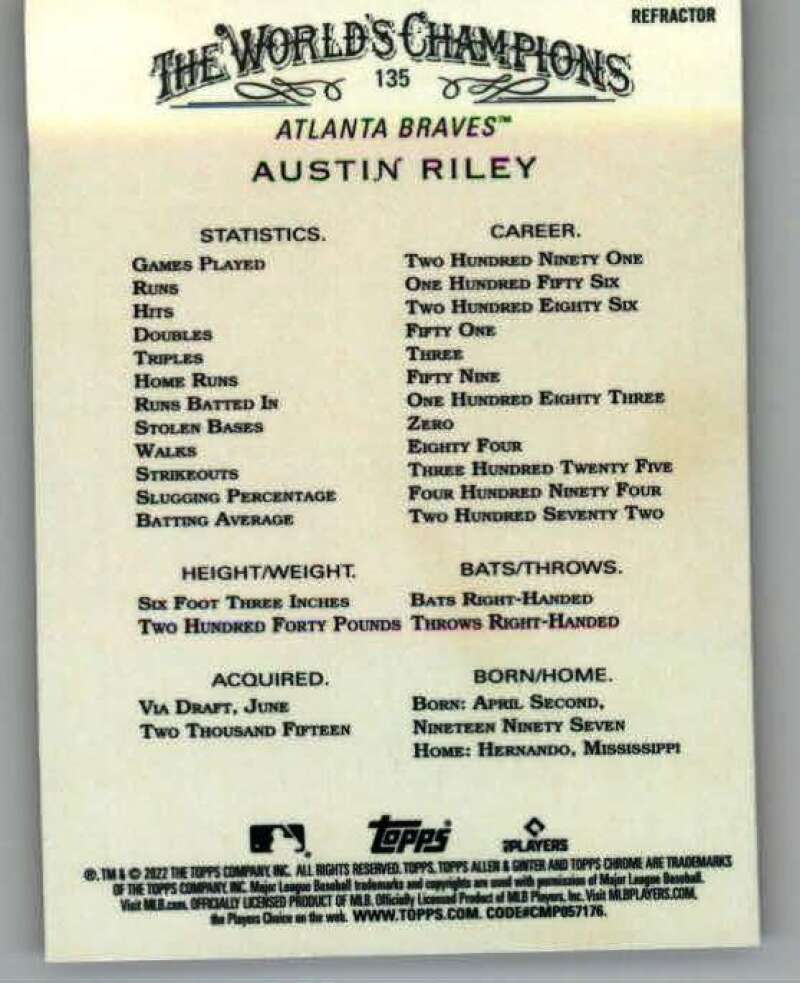 REFRACTOR
THE WORLD'S CHAMPIONS
135
ATLANTA BRAVES™
AUSTIN RILEY
STATISTICS. CAREER.
GAMES PLAYED TWO HUNDRED NINETY ONE
RUNS ONE HUNDRED FIFTY SIX
HITS TWO HUNDRED EIGHTY SIX
DOUBLES FIFTY ONE
TRIPLES THREE
HOME RUNS FIFTY NINE
RUNS BATTED IN ONE HUNDRED EIGHTY THREE
STOLEN BASES ZERO
WALKS EIGHTY FOUR
STRIKEOUTS THREE HUNDRED TWENTY FIVE
SLUGGING PERCENTAGE FOUR HUNDRED NINETY FOUR
BATTING AVERAGE TWO HUNDRED SEVENTY TWO
HEIGHT/WEIGHT. BATS/THROWS.
SIX FOOT THREE INCHES BATS RIGHT-HANDED
TWO HUNDRED FORTY POUNDS THROWS RIGHT-HANDED
ACQUIRED. BORN/HOME.
VIA DRAFT, JUNE BORN: APRIL SECOND,
TWO THOUSAND FIFTEEN NINETEEN NINETY SEVEN
HOME: HERNANDO, MISSISSIPPI
Topps PLAYERS
®, TM & © 2022 THE TOPPS COMPANY, INC. ALL RIGHTS RESERVED. TOPPS, TOPPS ALLEN & GINTER AND TOPPS CHROME ARE TRADEMARKS
OF THE TOPPS COMPANY, INC. Major League Baseball trademarks and copyrights are used with permission of Major League Baseball.
Visit MLB.com. OFFICIALLY LICENSED PRODUCT OF MLB Officially Licensed Product of MLB Players, Inc. Visit MLBPLAYERS.COM,
the Players Choice on the web. WWW.TOPPS.COM. CODE#CMP057176.